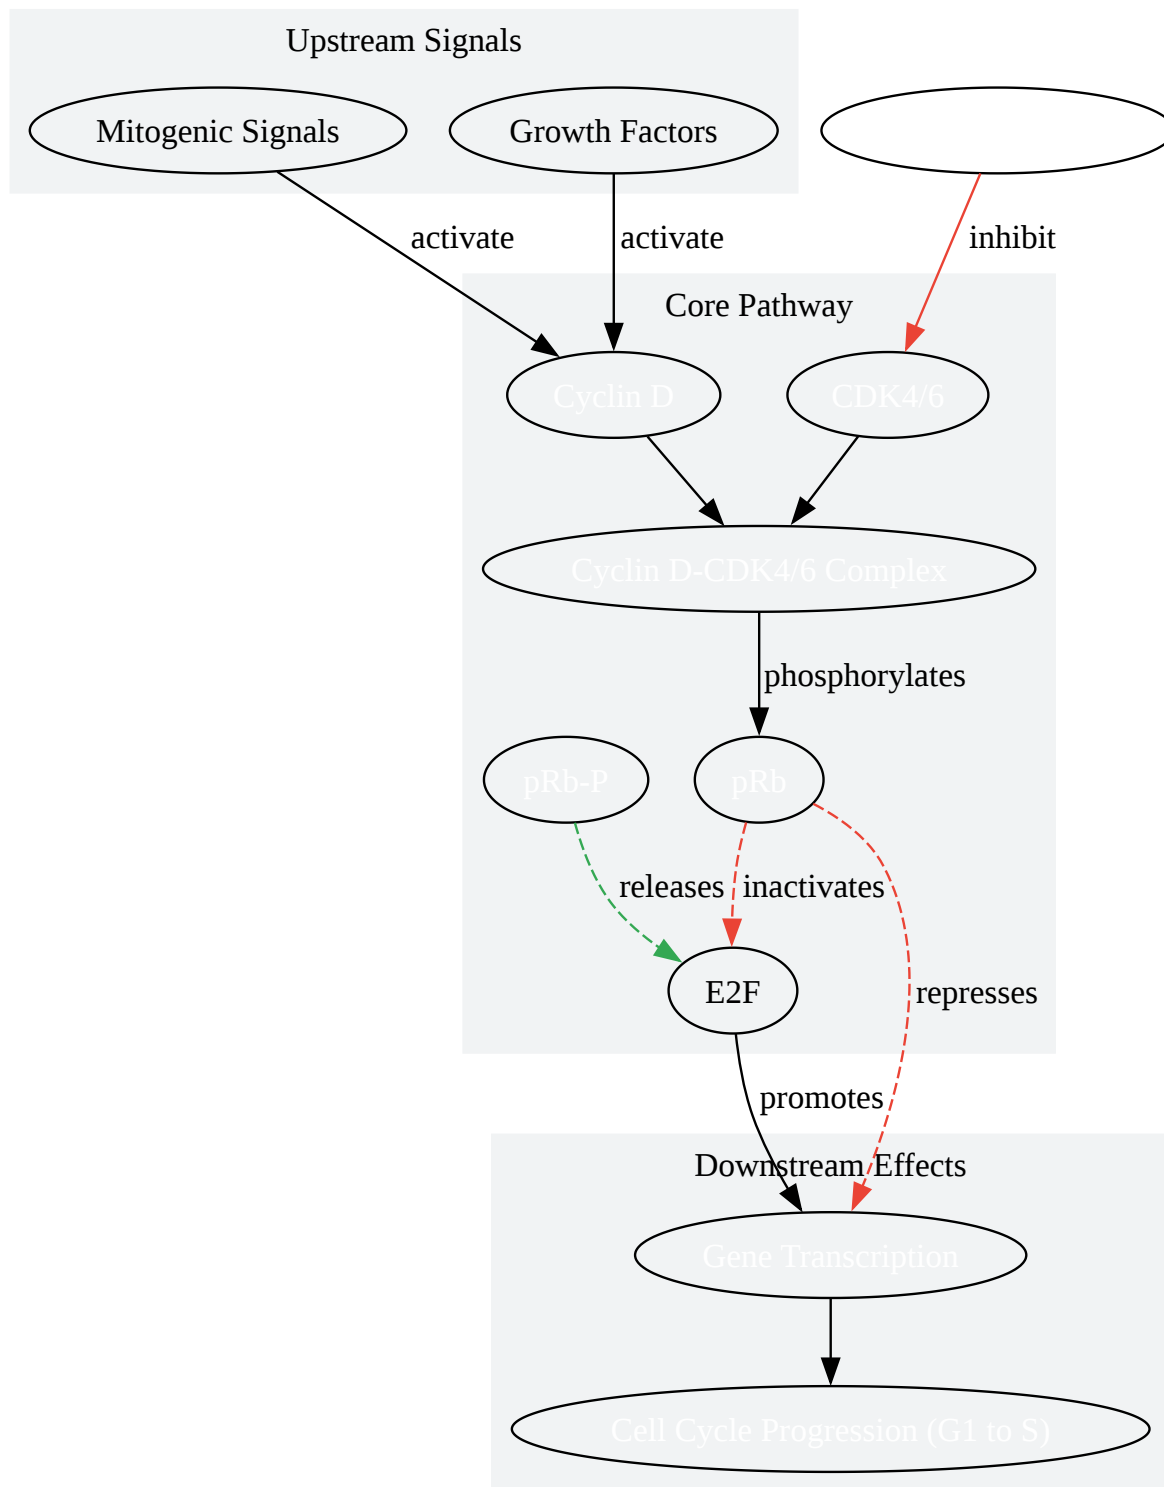 Upstream Signals
Mitogenic Signals
Growth Factors
activate
activate
inhibit
Core Pathway
Cyclin D
CDK4/6
Cyclin D-CDK4/6 Complex
phosphorylates
pRb-P
pRb
releases
inactivates
E2F
represses
promotes
Downstream Effects
Gene Transcription
Cell Cycle Progression (G1 to S)